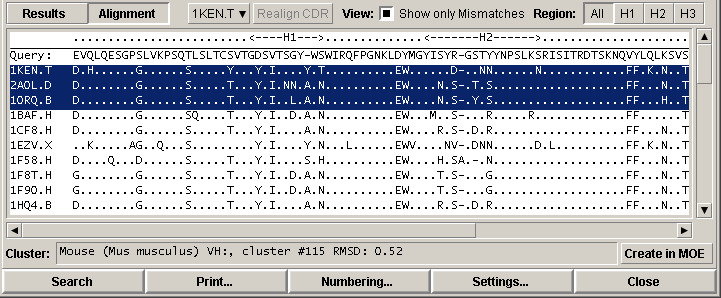 Results Alignment 1KEN.T Realign CDR View: Show only Mismatches Region: All H1 H2 H3
.........................<----H1---->.................<------H2------>......................
Query: EVQLQESGPSLVKPSQTLSLTCSVTGDSVTSGY-WSWIRQFPGNKLDYMGYISYR-GSTYYNPSLKSRISITRDTSKNQVYLQLKSVS
1KEN.T D.H......G......S.....Y...Y.I....Y.T..........EW......D-..NN...................FF.K.N..T
2AOL.D D........G......S.....T...Y.I.NN.A.N..........EW....N.S-.T.N...................FF...N..T
1ORQ.B D........G......S.....T...Y.I..L.A.N..........EW....N.S-.T.S...................FF...H..T
1BAF.H D........G......SQ....T...Y.I..D.A.N..........EW...M..S-.T..R....K.............FF...N..T
1CF8.H D........G......S.....T...Y.I....A.N..........EW....R.S-.D.N...................FF...N..T
1EZV.X ..K.....AG..Q...S.....Y...Y.I....Y.N...L......EWV....NV-.DNN......D.L..........FF...N..T
1F58.H D....Q...D......S.....T...Y.I....Y.N..........EW....H.SA.-.N...................FF...N..T
1F8T.H G........G......S.....T...Y.I..D.A.N..........EW....R.S-.D.G...................FF...N..T
1F90.H G........G......S.....T...Y.I..D.A.N..........EW....R.S-.D.G...................FF...N..T
1HQ4.B D........G......S.....T...Y.I....A.N..........EW....R.S-.D.R...................FF...N..T
Cluster: Mouse (Mus musculus) VH:, cluster #115 RMSD: 0.52 Create in MOE
Search Print... Numbering... Settings... Close